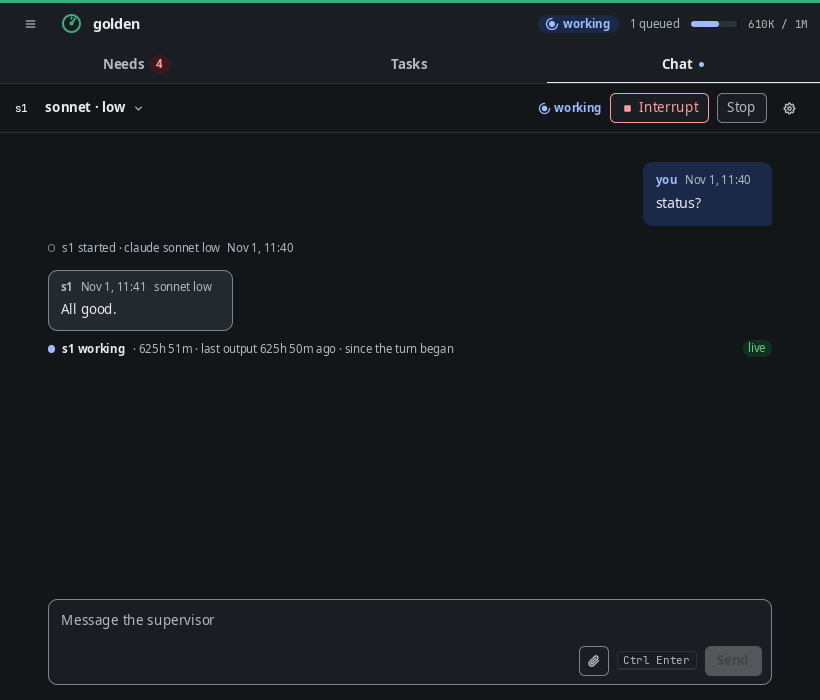 golden
working
1 queued
610K / 1M
Needs 4
Tasks
Chat
s1 sonnet · low
working
Interrupt
Stop
you Nov 1, 11:40
status?
s1 started · claude sonnet low Nov 1, 11:40
s1 Nov 1, 11:41 sonnet low
All good.
s1 working · 625h 51m · last output 625h 50m ago · since the turn began
live
Message the supervisor
Ctrl Enter
Send